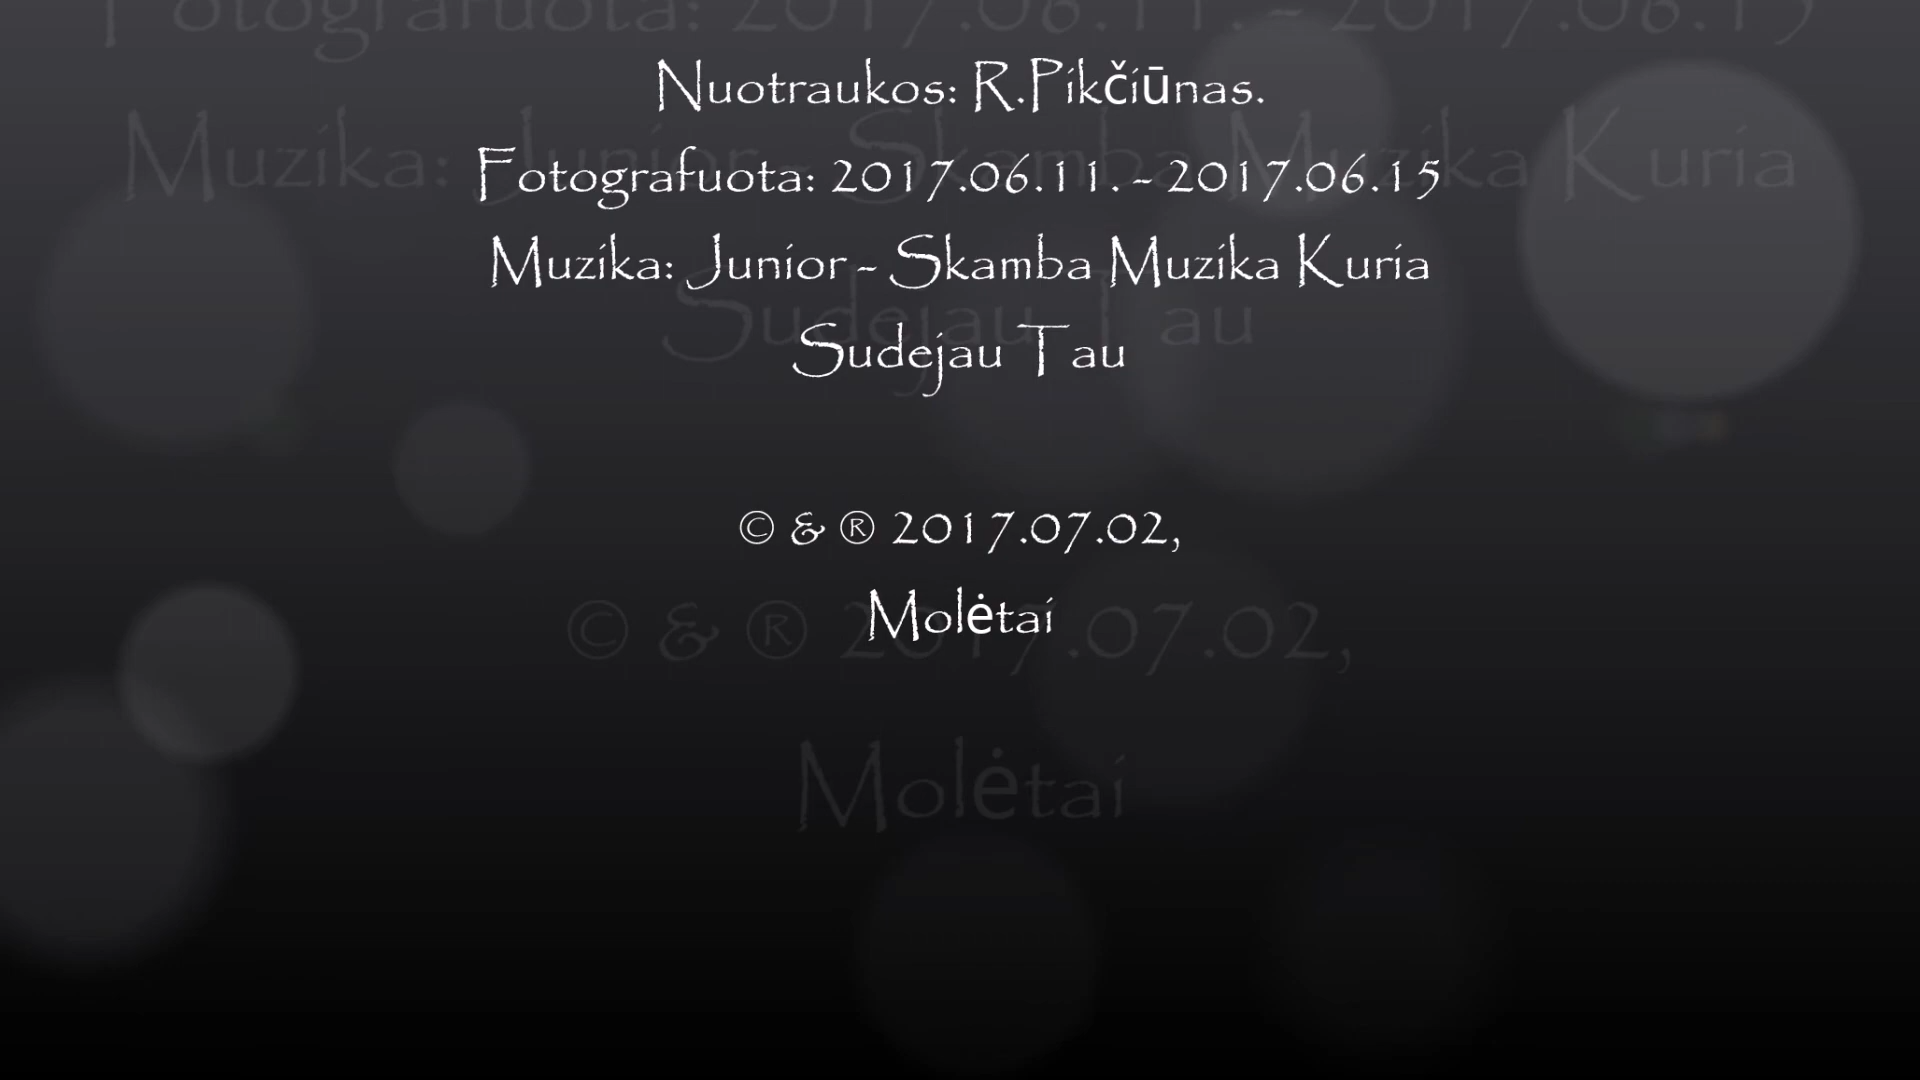 Nuotraukos: R.Pikčiūnas.
Fotografuota: 2017.06.11. - 2017.06.15
Muzika: Junior - Skamba Muzika Kuria
Sudejau Tau
© & ® 2017.07.02,
Molėtai